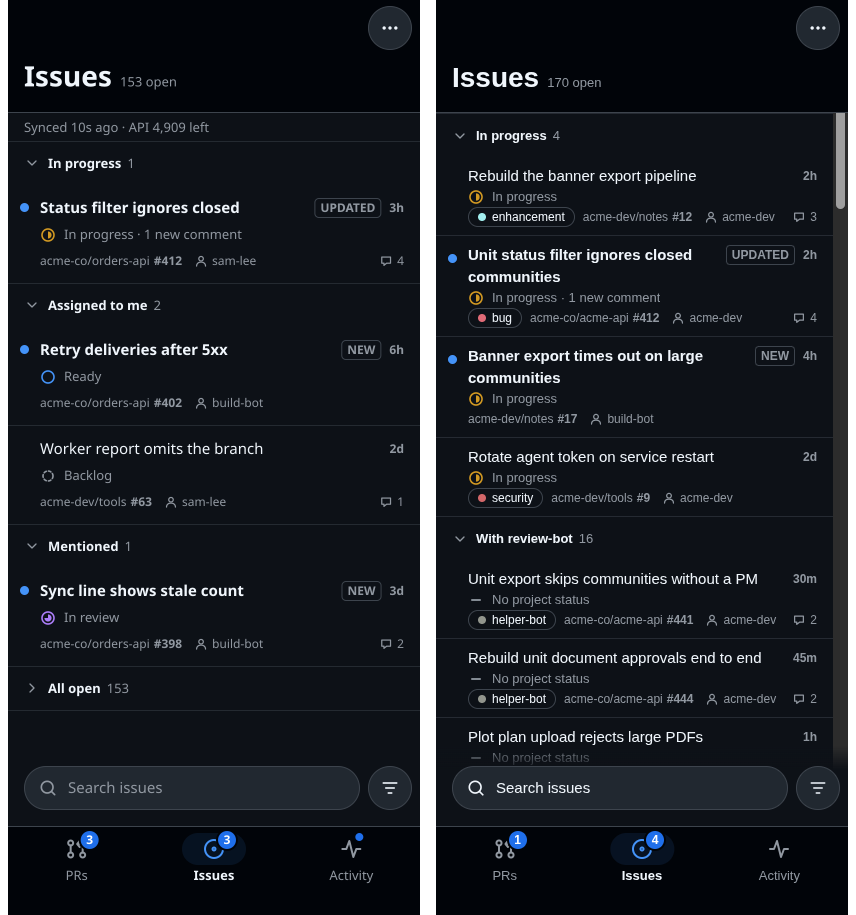 Issues 153 open
Synced 10s ago · API 4,909 left
In progress 1
Status filter ignores closed UPDATED 3h
In progress · 1 new comment
acme-co/orders-api #412 sam-lee 4
Assigned to me 2
Retry deliveries after 5xx NEW 6h
Ready
acme-co/orders-api #402 build-bot
Worker report omits the branch 2d
Backlog
acme-dev/tools #63 sam-lee 1
Mentioned 1
Sync line shows stale count NEW 3d
In review
acme-co/orders-api #398 build-bot 2
All open 153
Search issues
3 3
PRs Issues Activity
Issues 170 open
In progress 4
Rebuild the banner export pipeline 2h
In progress
enhancement acme-dev/notes #12 acme-dev 3
Unit status filter ignores closed UPDATED 2h
communities
In progress · 1 new comment
bug acme-co/acme-api #412 acme-dev 4
Banner export times out on large NEW 4h
communities
In progress
acme-dev/notes #17 build-bot
Rotate agent token on service restart 2d
In progress
security acme-dev/tools #9 acme-dev
With review-bot 16
Unit export skips communities without a PM 30m
No project status
helper-bot acme-co/acme-api #441 acme-dev 2
Rebuild unit document approvals end to end 45m
No project status
helper-bot acme-co/acme-api #444 acme-dev 2
Plot plan upload rejects large PDFs 1h
No project status
Search issues
1 4
PRs Issues Activity